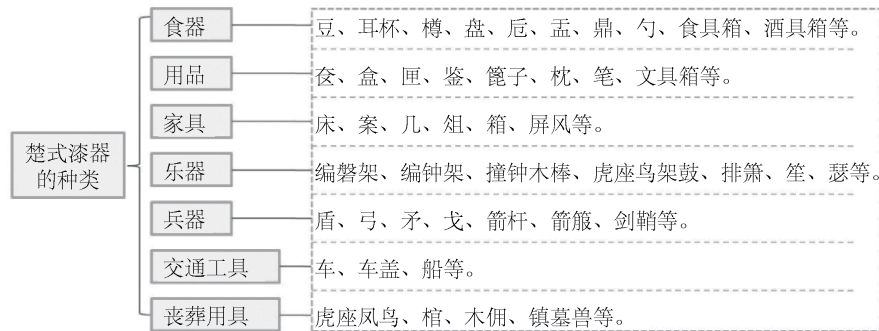 楚式漆器
的种类
食器
豆、耳杯、樽、盘、卮、盂、鼎、勺、食具箱、酒具箱等。
用品
奁、盒、匣、鉴、篦子、枕、笔、文具箱等。
家具
床、案、几、俎、箱、屏风等。
乐器
编磬架、编钟架、撞钟木棒、虎座鸟架鼓、排箫、笙、瑟等。
兵器
盾、弓、矛、戈、箭杆、箭箙、剑鞘等。
交通工具
车、车盖、船等。
丧葬用具
虎座凤鸟、棺、木俑、镇墓兽等。